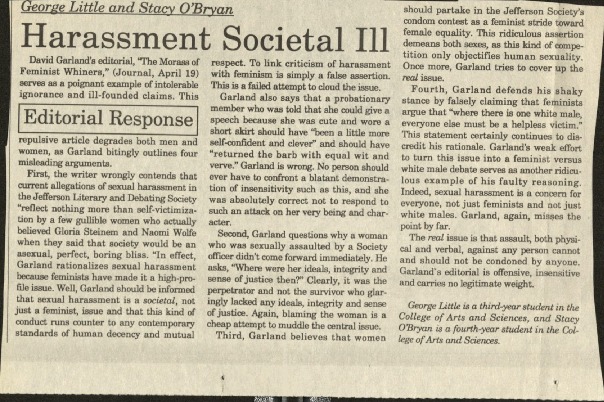 George Little and Stacy O'Bryan
Harassment Societal Ill
David Garland's editorial, "The Morass of
Feminist Whiners," (Journal, April 19)
serves as a poignant example of intolerable
ignorance and ill-founded claims. This
Editorial Response
repulsive article degrades both men and
women, as Garland bitingly outlines four
misleading arguments.
First, the writer wrongly contends that
current allegations of sexual harassment in
the Jefferson Literary and Debating Society
"reflect nothing more than self-victimiza-
tion by a few gullible women who actually
believed Gloria Steinem and Naomi Wolfe
when they said that society would be an
asexual, perfect, boring bliss. "In effect,
Garland rationalizes sexual harassment
because feminists have made it a high-pro-
file issue. Well, Garland should be informed
that sexual harassment is a societal, not
just a feminist, issue and that this kind of
conduct runs counter to any contemporary
standards of human decency and mutual
respect. To link criticism of harassment
with feminism is simply a false assertion.
This is a failed attempt to cloud the issue.
Garland also says that a probationary
member who was told that she could give a
speech because she was cute and wore a
short skirt should have "been a little more
self-confident and clever" and should have
"returned the barb with equal wit and
verve." Garland is wrong. No person should
ever have to confront a blatant demonstra-
tion of insensitivity such as this, and she
was absolutely correct not to respond to
such an attack on her very being and char-
acter.
Second, Garland questions why a woman
who was sexually assaulted by a Society
officer didn't come forward immediately. He
asks, "Where were her ideals, integrity and
sense of justice then?" Clearly, it was the
perpetrator and not the survivor who glar-
ingly lacked any ideals, integrity and sense
of justice. Again, blaming the woman is a
cheap attempt to muddle the central issue.
Third, Garland believes that women
should partake in the Jefferson Society's
condom contest as a feminist stride toward
female equality. This ridiculous assertion
demeans both sexes, as this kind of compe-
tition only objectifies human sexuality.
Once more, Garland tries to cover up the
real issue.
Fourth, Garland defends his shaky
stance by falsely claiming that feminists
argue that "where there is one white male,
everyone else must be a helpless victim."
This statement certainly continues to dis-
credit his rationale. Garland's weak effort
to turn this issue into a feminist versus
white male debate serves as another ridicu-
lous example of his faulty reasoning.
Indeed, sexual harassment is a concern for
everyone, not just feminists and not just
white males. Garland, again, misses the
point by far.
The real issue is that assault, both physi-
cal and verbal, against any person cannot
and should not be condoned by anyone.
Garland's editorial is offensive, insensitive
and carries no legitimate weight.
George Little is a third-year student in the
College of Arts and Sciences, and Stacy
O'Bryan is a fourth-year student in the Col-
lege of Arts and Sciences.